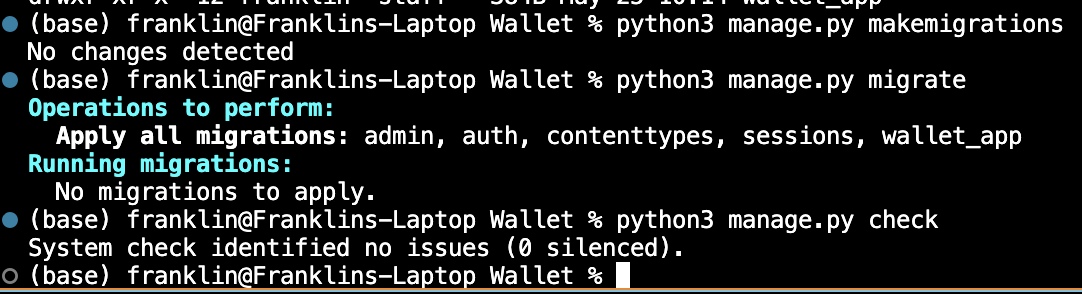 (base) franklin@Franklins-Laptop Wallet % python3 manage.py makemigrations
No changes detected
(base) franklin@Franklins-Laptop Wallet % python3 manage.py migrate
Operations to perform:
  Apply all migrations: admin, auth, contenttypes, sessions, wallet_app
Running migrations:
  No migrations to apply.
(base) franklin@Franklins-Laptop Wallet % python3 manage.py check
System check identified no issues (0 silenced).
(base) franklin@Franklins-Laptop Wallet %